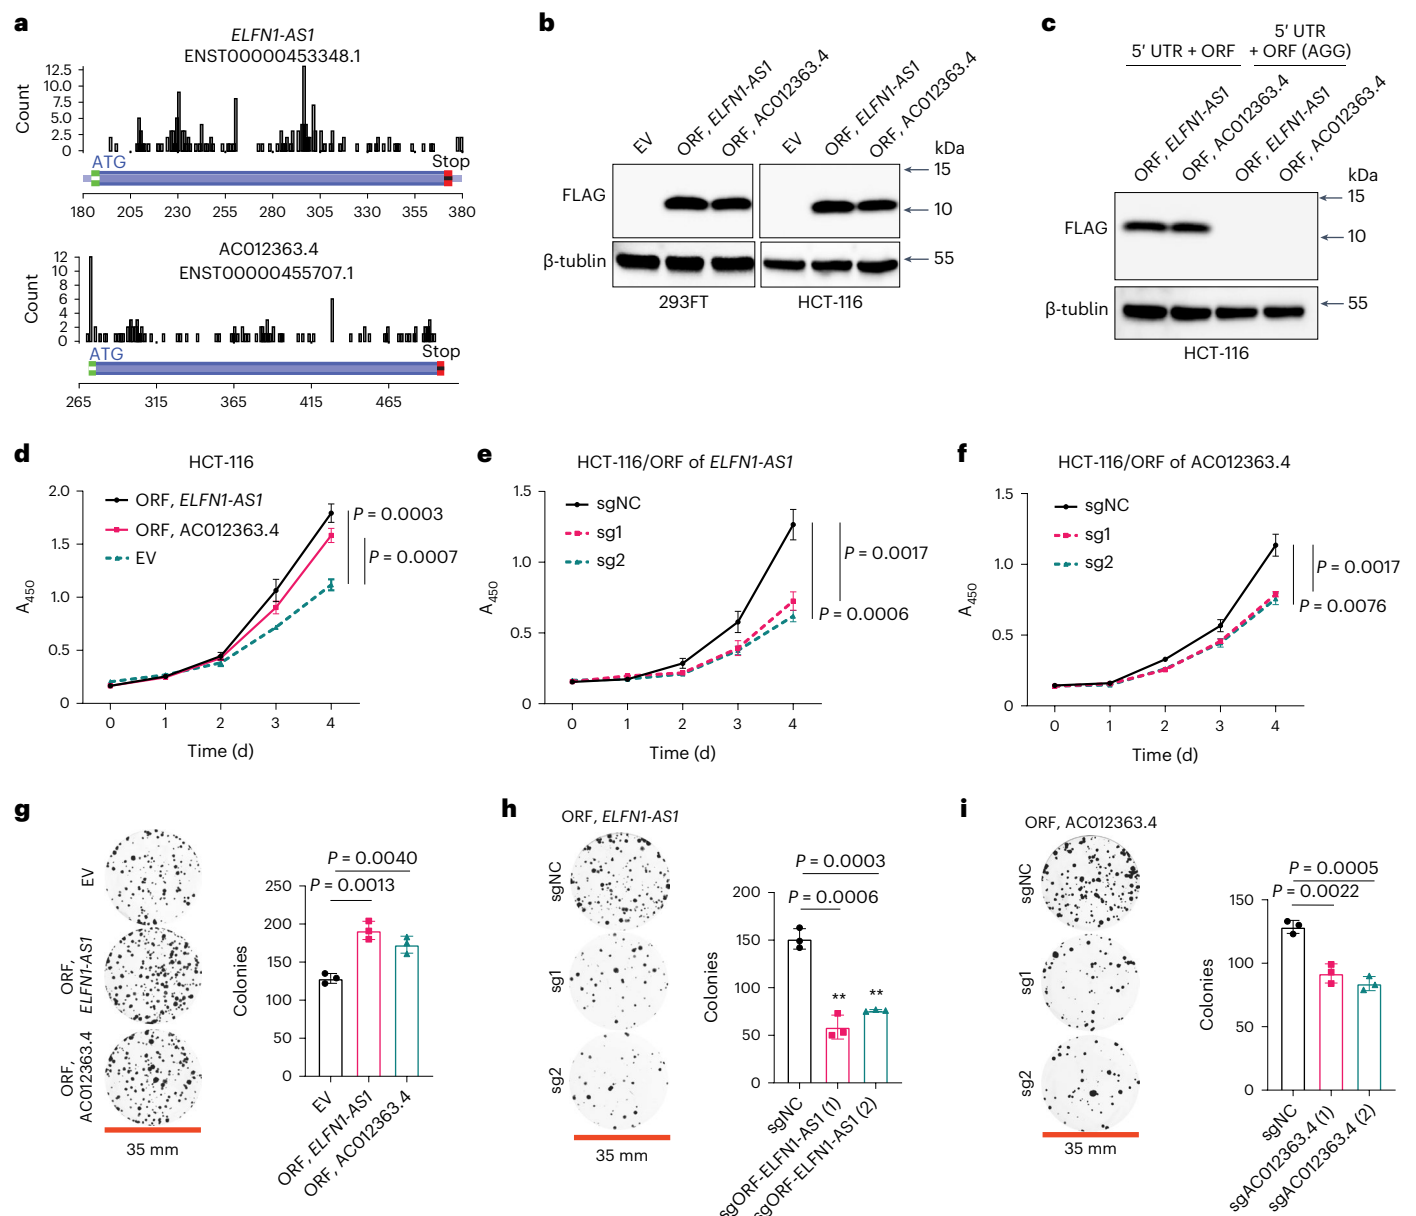 a
ELFN1-AS1
ENST00000453348.1
Count
12.5
10.0
7.5
5.0
2.5
0
ATG
Stop
180 205 230 255 280 305 330 355 380
AC012363.4
ENST00000455707.1
Count
12
10
8
6
4
2
0
ATG
Stop
265 315 365 415 465
b
EV
ORF, ELFN1-AS1
ORF, AC012363.4
EV
ORF, ELFN1-AS1
ORF, AC012363.4
kDa
FLAG
15
10
β-tublin
55
293FT
HCT-116
c
5′ UTR + ORF
5′ UTR
+ ORF (AGG)
ORF, ELFN1-AS1
ORF, AC012363.4
ORF, ELFN1-AS1
ORF, AC012363.4
kDa
FLAG
15
10
β-tublin
55
HCT-116
d
HCT-116
A450
2.0
1.5
1.0
0.5
0
ORF, ELFN1-AS1
ORF, AC012363.4
EV
P = 0.0003
P = 0.0007
0 1 2 3 4
Time (d)
e
HCT-116/ORF of ELFN1-AS1
A450
1.5
1.0
0.5
0
sgNC
sg1
sg2
P = 0.0017
P = 0.0006
0 1 2 3 4
Time (d)
f
HCT-116/ORF of AC012363.4
A450
1.5
1.0
0.5
0
sgNC
sg1
sg2
P = 0.0017
P = 0.0076
0 1 2 3 4
Time (d)
g
EV
ORF,
ELFN1-AS1
ORF,
AC012363.4
35 mm
P = 0.0040
P = 0.0013
Colonies
250
200
150
100
50
0
EV
ORF, ELFN1-AS1
ORF, AC012363.4
h
ORF, ELFN1-AS1
sgNC
sg1
sg2
35 mm
P = 0.0003
P = 0.0006
Colonies
200
150
100
50
0
**
**
sgNC
sgORF-ELFN1-AS1 (1)
sgORF-ELFN1-AS1 (2)
i
ORF, AC012363.4
sgNC
sg1
sg2
35 mm
P = 0.0005
P = 0.0022
Colonies
150
100
50
0
sgNC
sgAC012363.4 (1)
sgAC012363.4 (2)